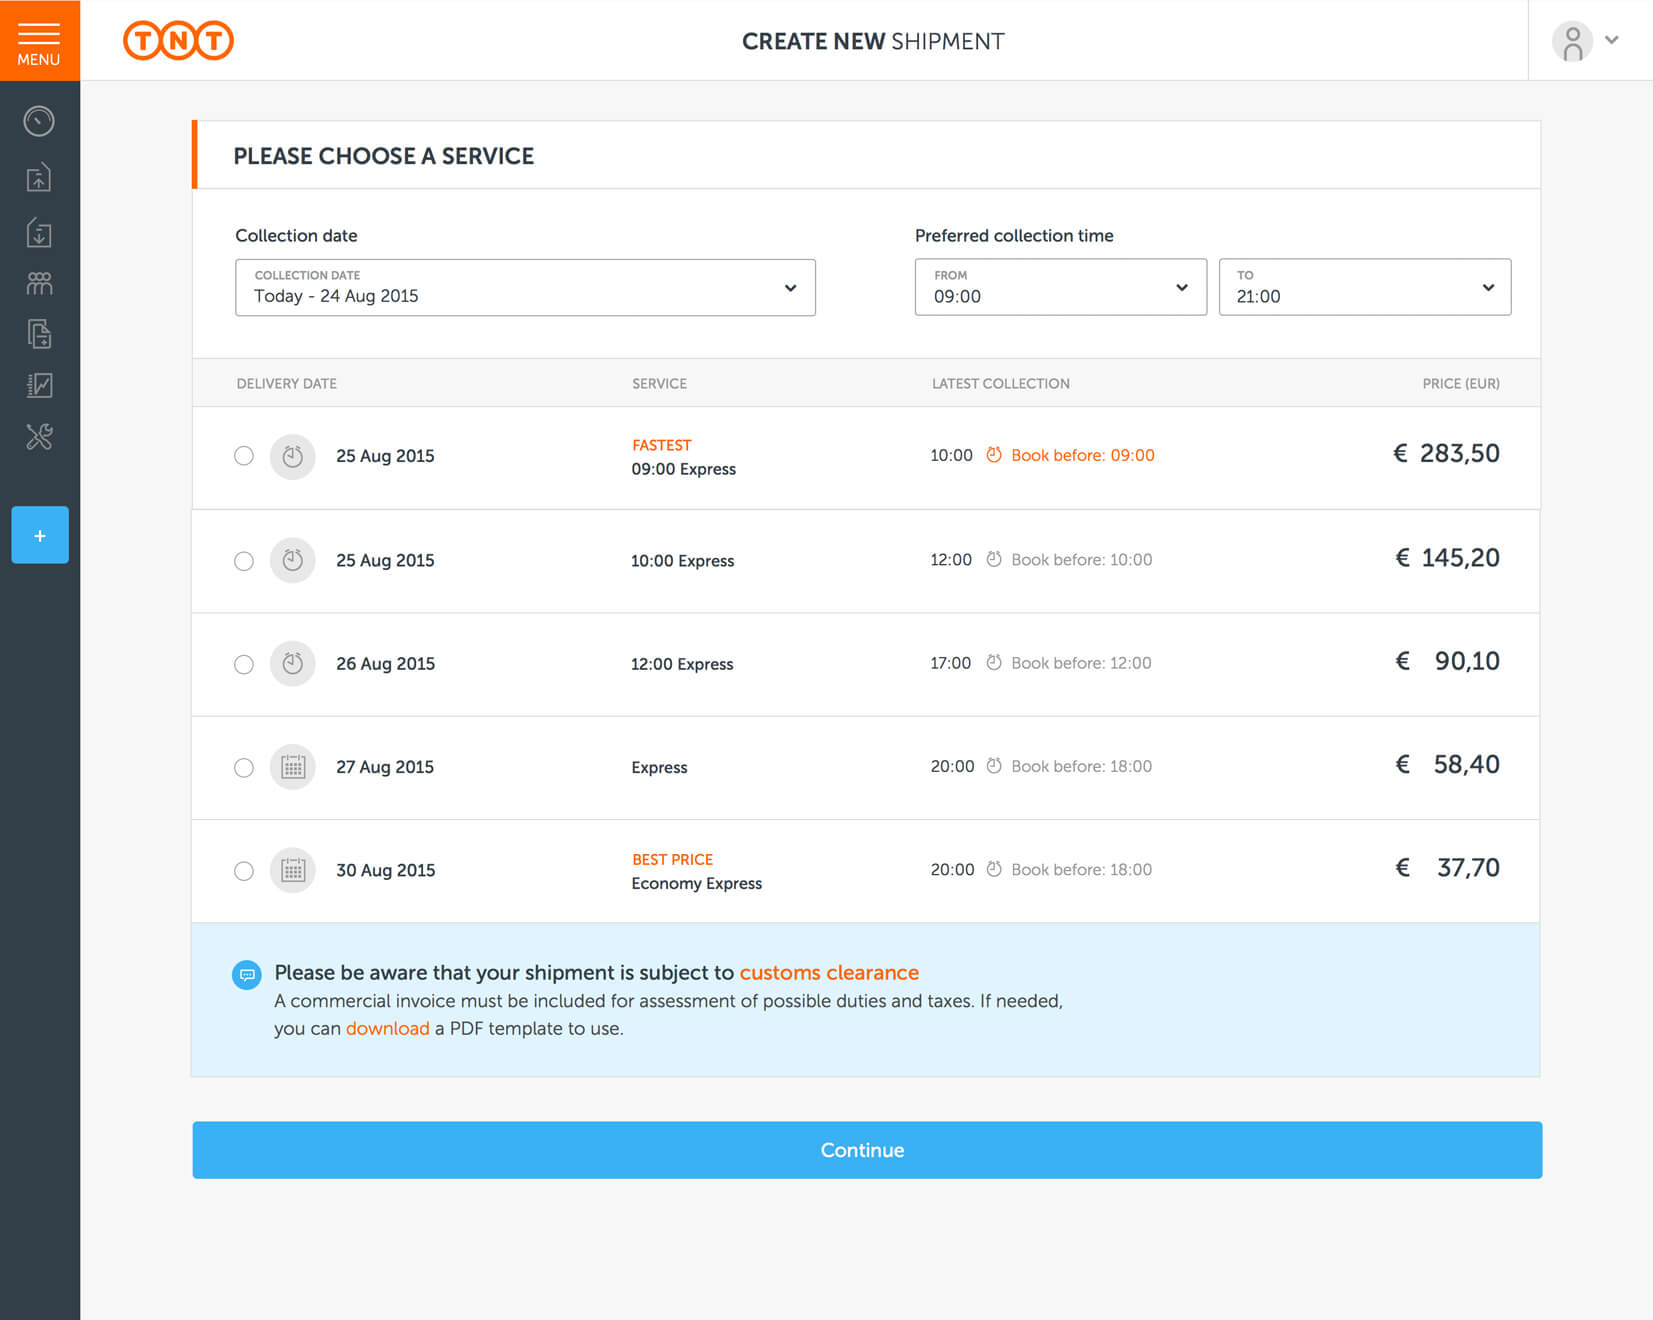 MENU
TNT
CREATE NEW SHIPMENT
PLEASE CHOOSE A SERVICE
Collection date
Preferred collection time
COLLECTION DATE
Today - 24 Aug 2015
FROM
09:00
TO
21:00
DELIVERY DATE SERVICE LATEST COLLECTION PRICE (EUR)
FASTEST
25 Aug 2015 09:00 Express 10:00 Book before: 09:00 € 283,50
25 Aug 2015 10:00 Express 12:00 Book before: 10:00 € 145,20
+
26 Aug 2015 12:00 Express 17:00 Book before: 12:00 € 90,10
27 Aug 2015 Express 20:00 Book before: 18:00 € 58,40
BEST PRICE
30 Aug 2015 Economy Express 20:00 Book before: 18:00 € 37,70
Please be aware that your shipment is subject to customs clearance
A commercial invoice must be included for assessment of possible duties and taxes. If needed,
you can download a PDF template to use.
Continue